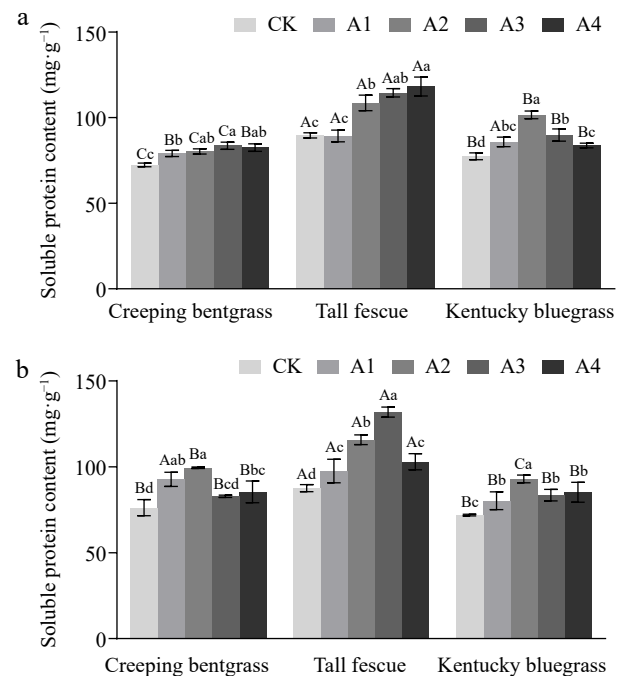 a
150
CK A1 A2 A3 A4
Aa
Aab
Ab
Ba
100
Ac Ac
Bb
Cab
Ca
Bab
Cc
Abc
Bb
Bc
Bd
50
0
Soluble protein content (mg·g⁻¹)
Creeping bentgrass Tall fescue Kentucky bluegrass
b
150
CK A1 A2 A3 A4
Aa
Ab
Ac
Ac
Ad
100
Ba
Aab
Bbc
Bcd
Bd
Ca
Bb
Bb Bb
Bc
50
0
Soluble protein content (mg·g⁻¹)
Creeping bentgrass Tall fescue Kentucky bluegrass